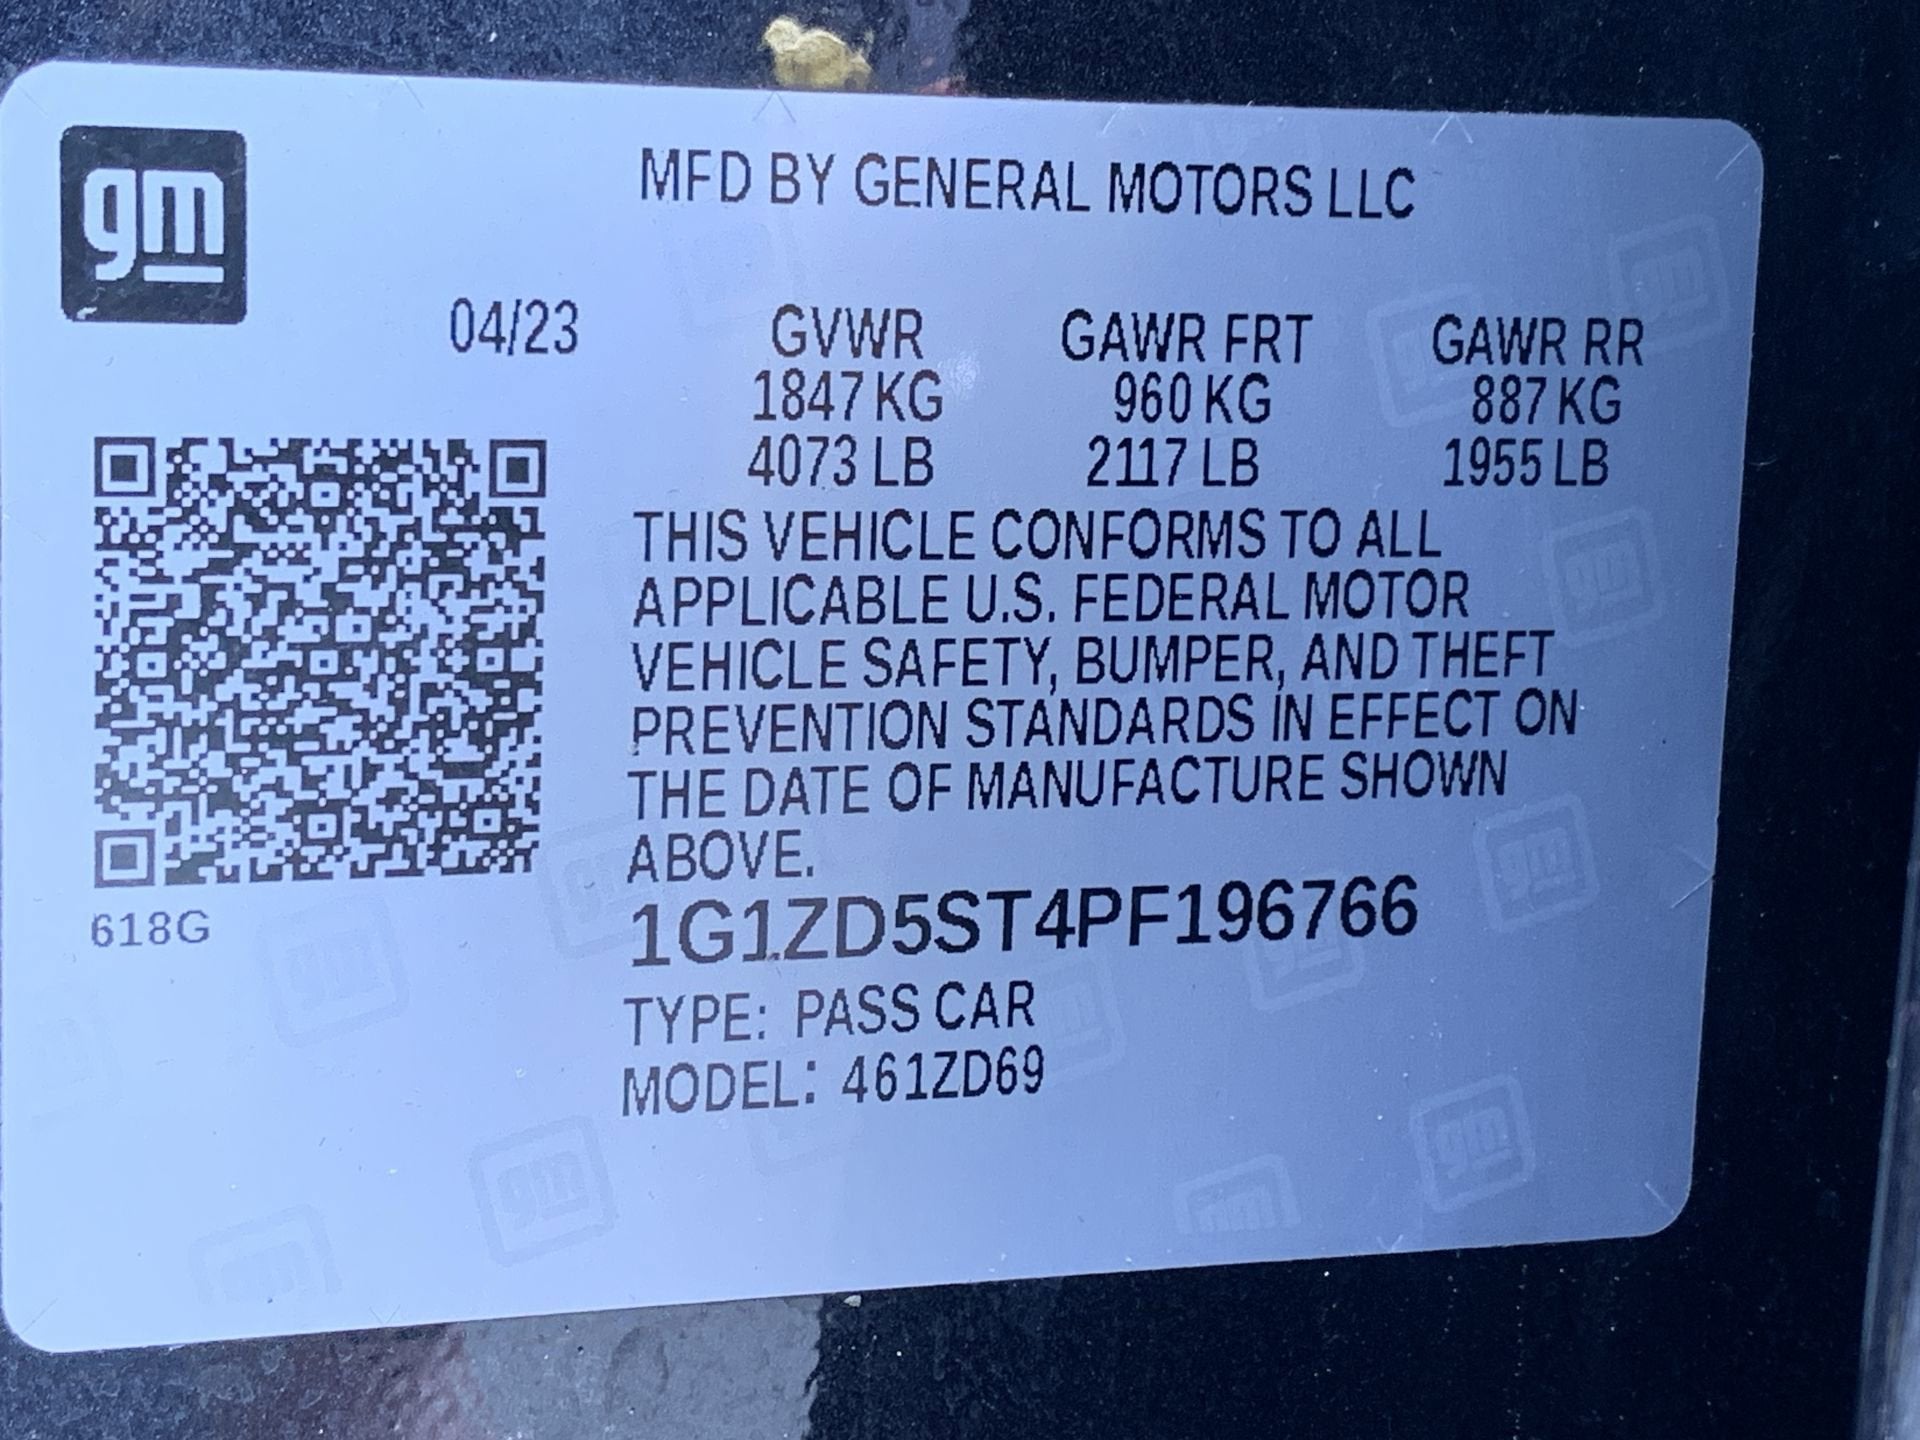 gm
MFD BY GENERAL MOTORS LLC
04/23
GVWR GAWR FRT GAWR RR
1847 KG 960 KG 887 KG
4073 LB 2117 LB 1955 LB
THIS VEHICLE CONFORMS TO ALL
APPLICABLE U.S. FEDERAL MOTOR
VEHICLE SAFETY, BUMPER, AND THEFT
PREVENTION STANDARDS IN EFFECT ON
THE DATE OF MANUFACTURE SHOWN
ABOVE.
618G
1G1ZD5ST4PF196766
TYPE: PASS CAR
MODEL: 461ZD69